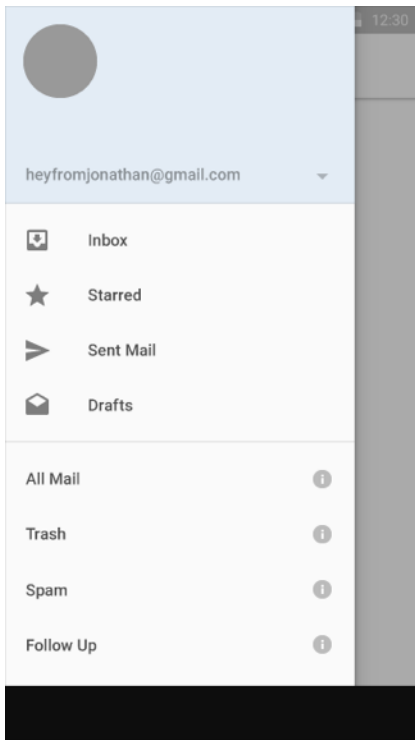 12:30
heyfromjonathan@gmail.com
Inbox
Starred
Sent Mail
Drafts
All Mail
Trash
Spam
Follow Up